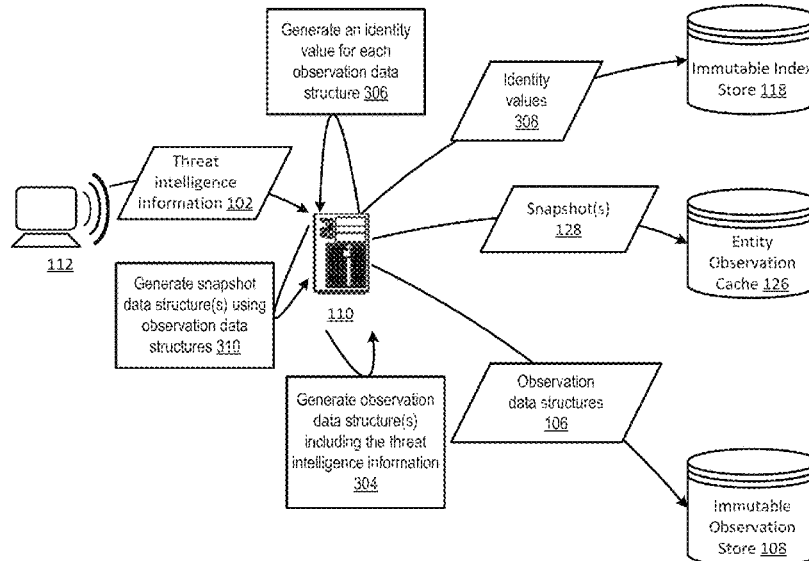 Generate an identity
value for each
observation data
structure 306
Identity
values
308
Immutable Index
Store 118
Threat
intelligence
information 102
112
Snapshot(s)
128
Entity
Observation
Cache 126
Generate snapshot
data structure(s) using
observation data
structures 310
110
Generate observation
data structure(s)
including the threat
intelligence information
304
Observation
data structures
106
Immutable
Observation
Store 108